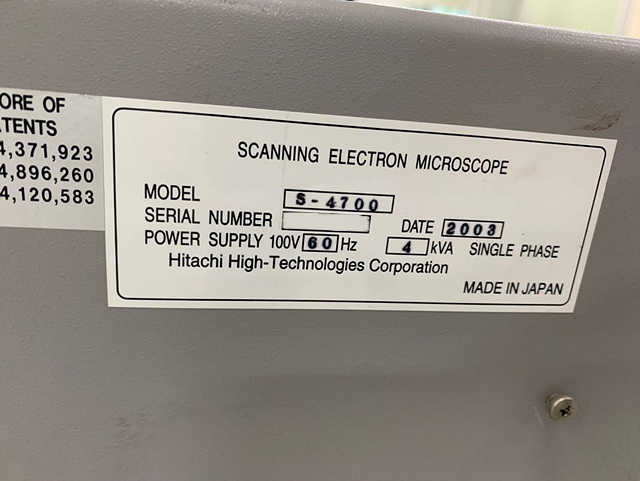 ORE OF
TENTS
4,371,923
4,896,260
4,120,583
SCANNING ELECTRON MICROSCOPE
MODEL S-4700
SERIAL NUMBER DATE 2003
POWER SUPPLY 100V 60 Hz 4 kVA SINGLE PHASE
Hitachi High-Technologies Corporation
MADE IN JAPAN